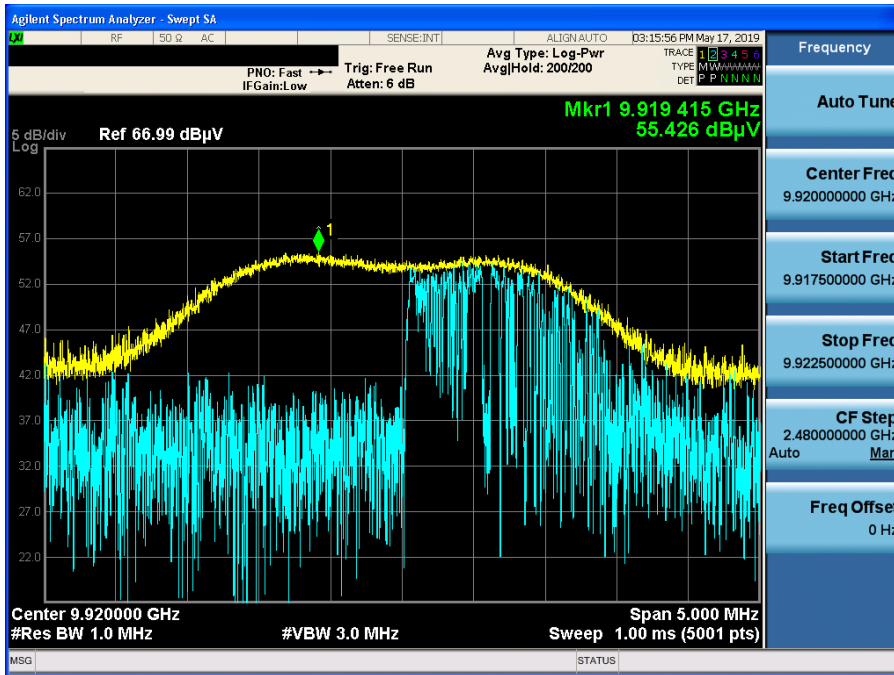 Agilent Spectrum Analyzer - Swept SA
LXI RF 50 Ω AC SENSE:INT ALIGN AUTO 03:15:56 PM May 17, 2019
PNO: Fast IFGain:Low
Trig: Free Run Atten: 6 dB
Avg Type: Log-Pwr Avg|Hold: 200/200
TRACE 1 2 3 4 5 6
TYPE M W W W W W
DET P P N N N N
Frequency
Mkr1 9.919 415 GHz
55.426 dBµV
5 dB/div Ref 66.99 dBµV
Log
1
62.0
57.0
52.0
47.0
42.0
37.0
32.0
27.0
22.0
Center 9.920000 GHz Span 5.000 MHz
#Res BW 1.0 MHz #VBW 3.0 MHz Sweep 1.00 ms (5001 pts)
MSG STATUS
Auto Tune
Center Freq
9.920000000 GHz
Start Freq
9.917500000 GHz
Stop Freq
9.922500000 GHz
CF Step
2.480000000 GHz
Auto Man
Freq Offset
0 Hz